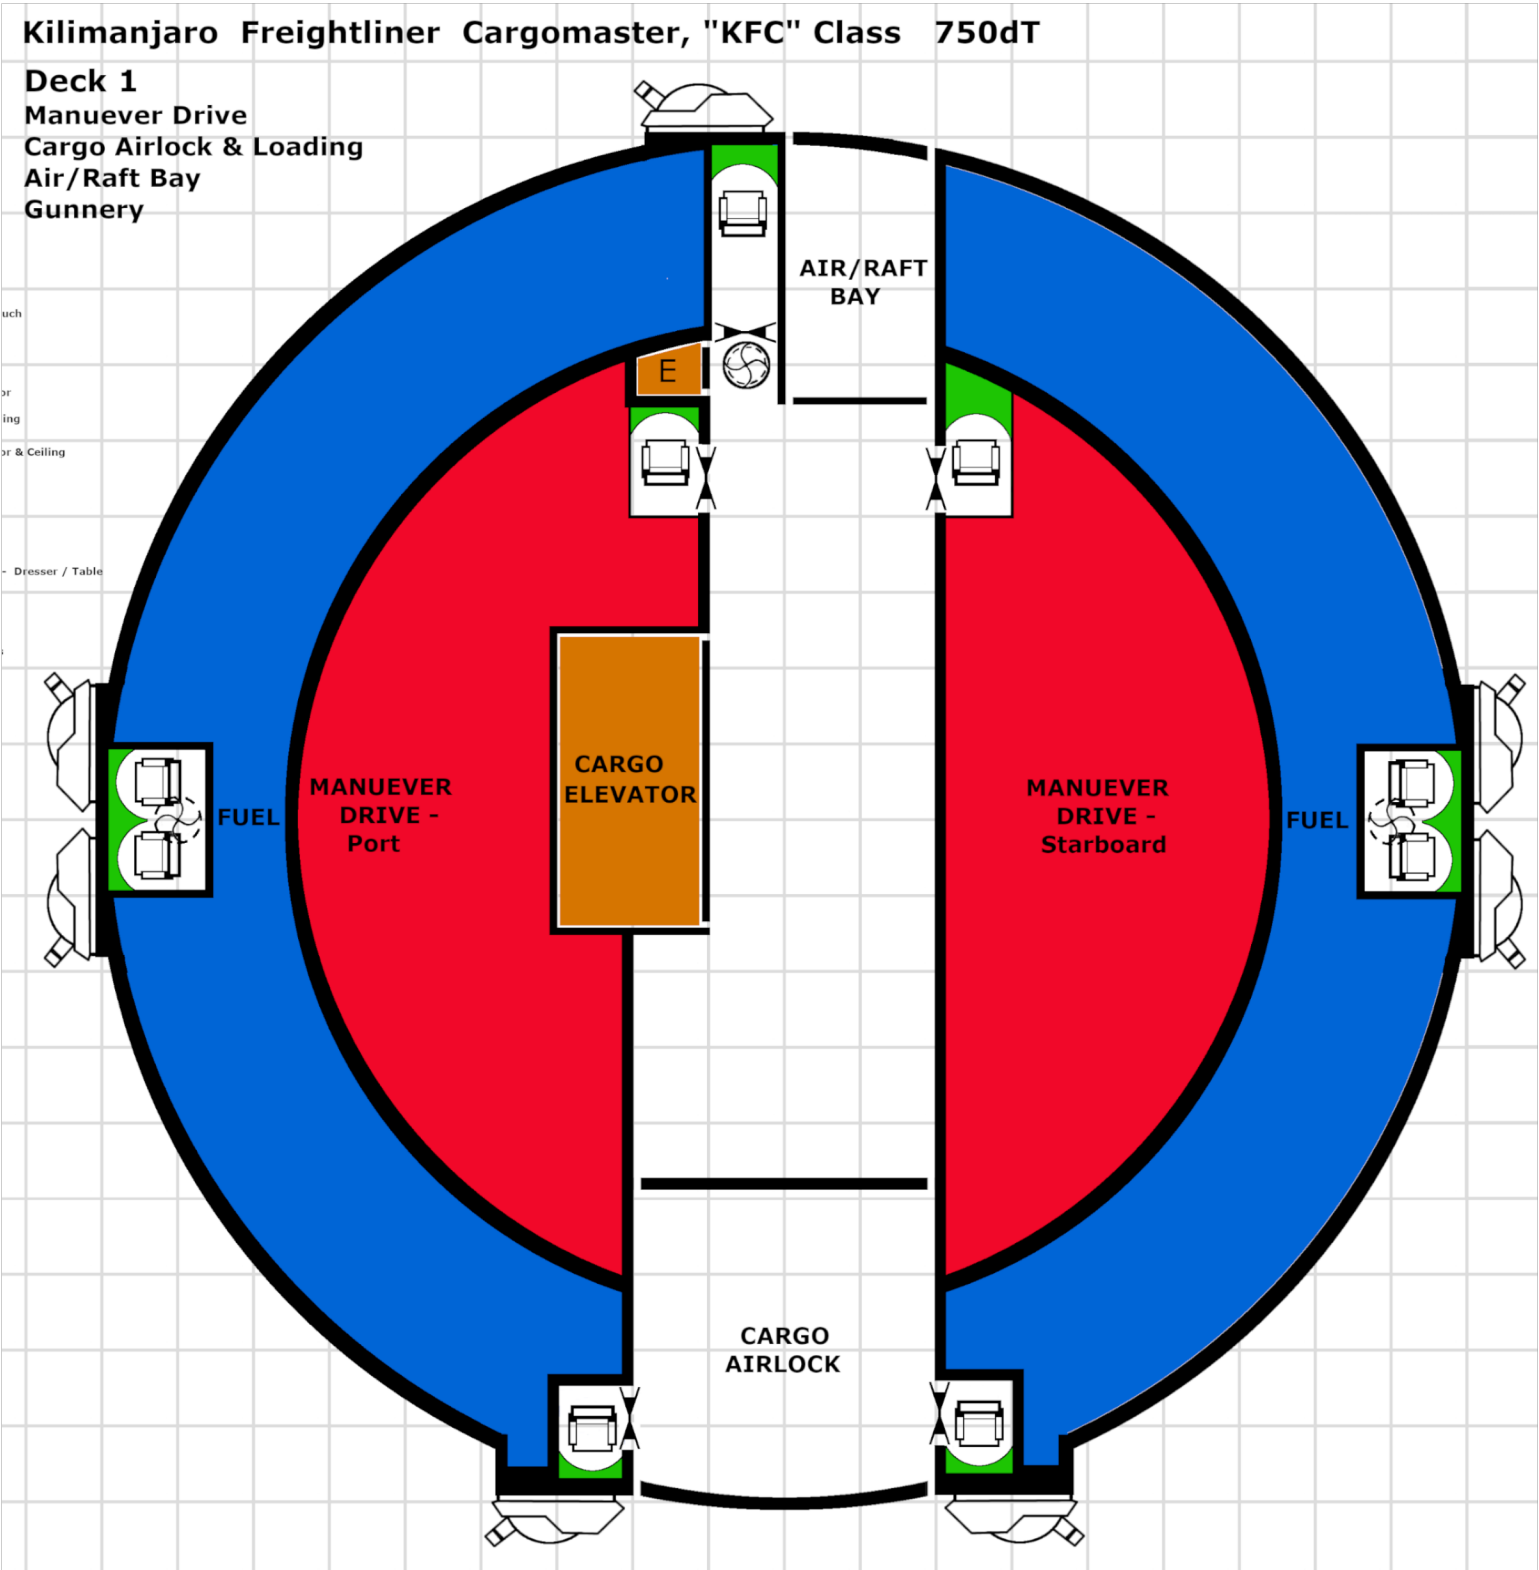 Kilimanjaro Freightliner Cargomaster, "KFC" Class 750dT
Deck 1
Manuever Drive
Cargo Airlock & Loading
Air/Raft Bay
Gunnery
AIR/RAFT
BAY
uch
E
or
ing
or & Ceiling
- Dresser / Table
CARGO
ELEVATOR
MANUEVER
DRIVE -
Port
FUEL
MANUEVER
DRIVE -
Starboard
FUEL
CARGO
AIRLOCK